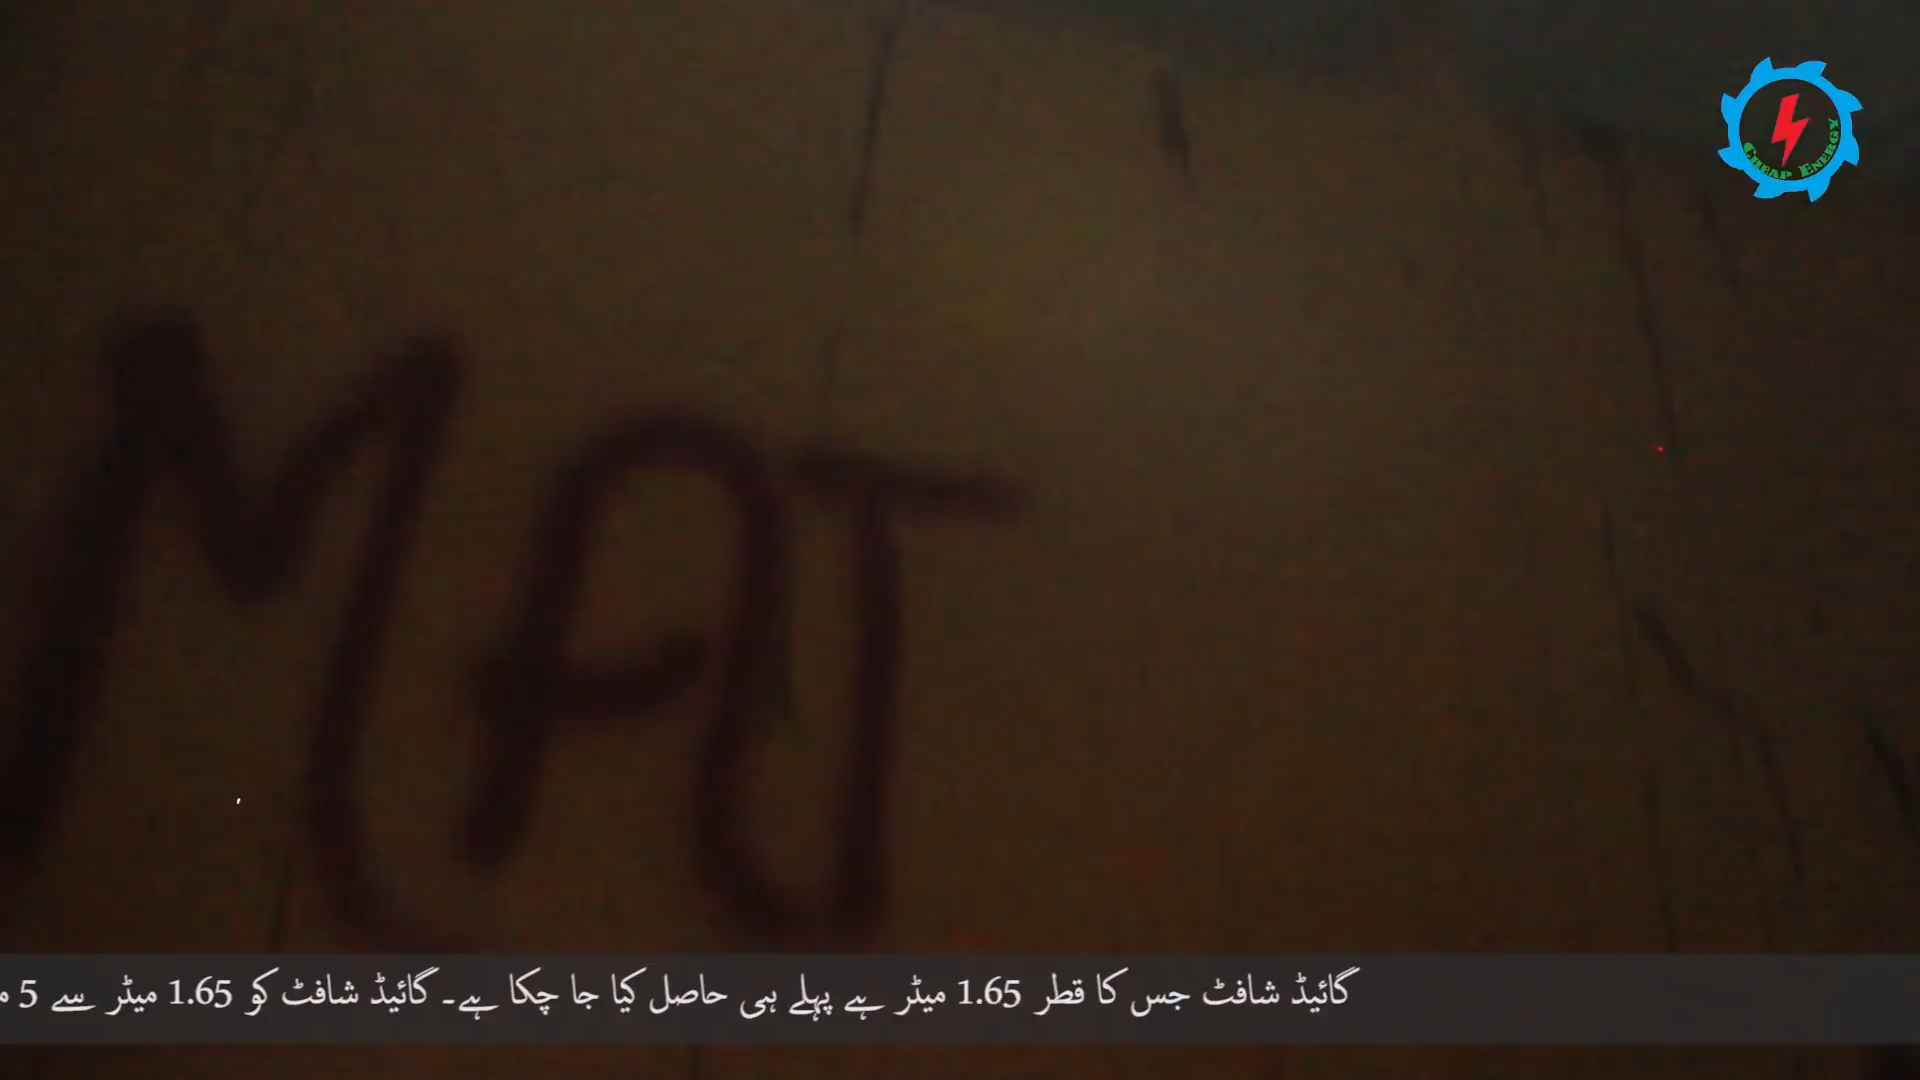 CHEAP ENERGY
MAT
گائیڈ شافٹ جس کا قطر 1.65 میٹر ہے پہلے ہی حاصل کیا جا چکا ہے۔ گائیڈ شافٹ کو 1.65 میٹر سے 5